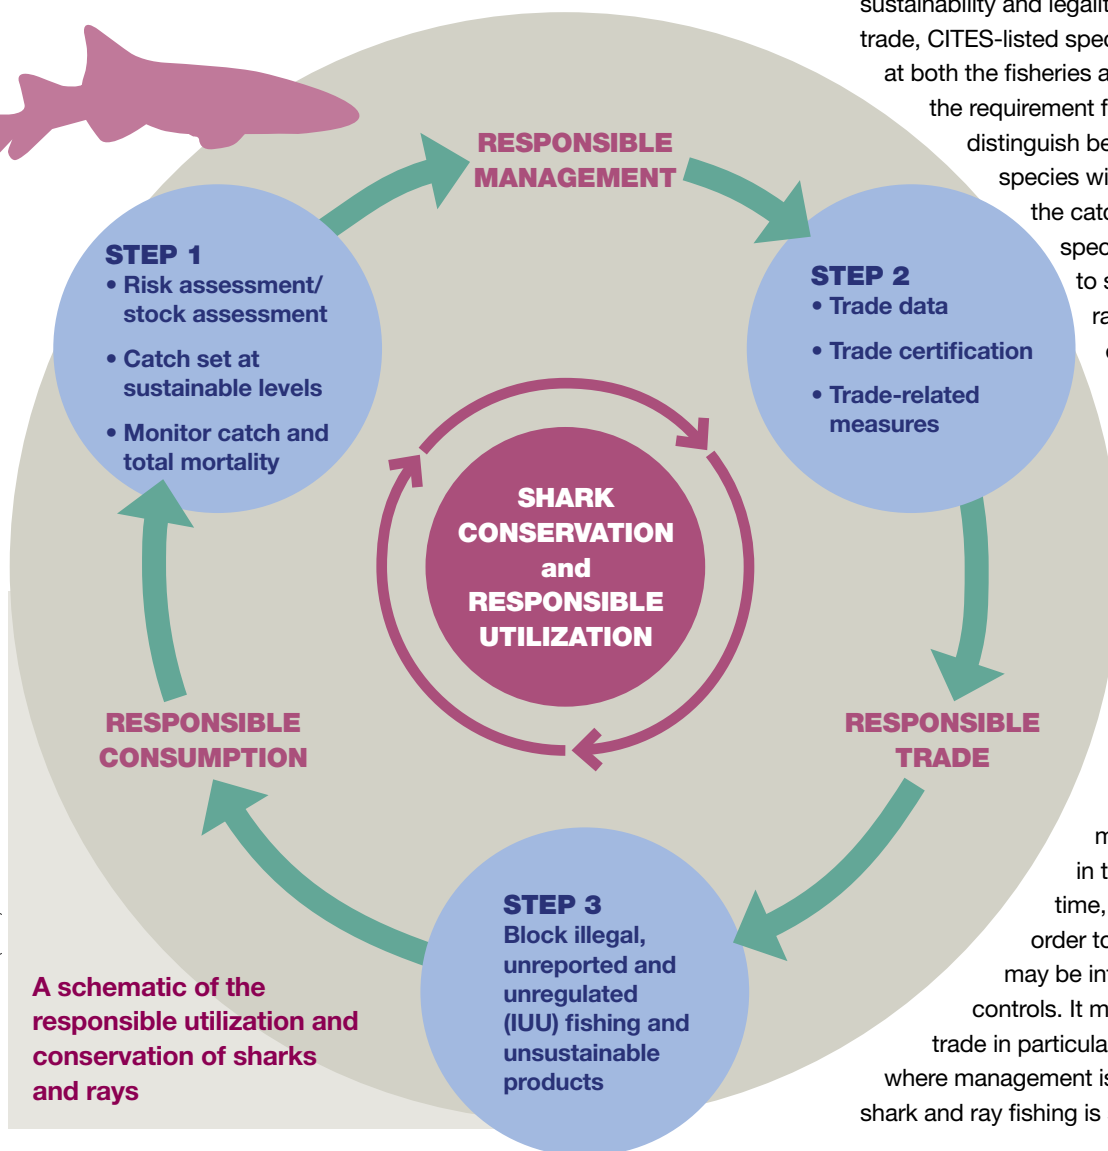 sustainability and legalit
trade, CITES-listed spec
at both the fisheries a
the requirement f
distinguish be
species wi
the catc
spec
to s
ra
RESPONSIBLE
MANAGEMENT
STEP 1
• Risk assessment/
stock assessment
• Catch set at
sustainable levels
• Monitor catch and
total mortality
STEP 2
• Trade data
• Trade certification
• Trade-related
measures
SHARK
CONSERVATION
and
RESPONSIBLE
UTILIZATION
RESPONSIBLE
CONSUMPTION
RESPONSIBLE
TRADE
STEP 3
Block illegal,
unreported and
unregulated
(IUU) fishing and
unsustainable
products
A schematic of the
responsible utilization and
conservation of sharks
and rays
m
in t
time,
order to
may be in
controls. It m
trade in particula
where management is
shark and ray fishing is